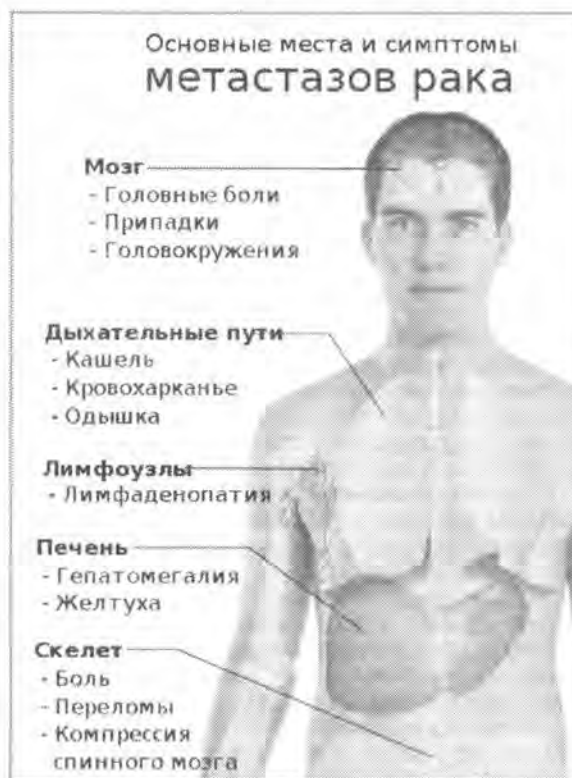 Основные места и симптомы
метастазов рака
Мозг
- Головные боли
- Припадки
- Головокружения
Дыхательные пути
- Кашель
- Кровохарканье
- Одышка
Лимфоузлы
- Лимфаденопатия
Печень
- Гепатомегалия
- Желтуха
Скелет
- Боль
- Переломы
- Компрессия
спинного мозга